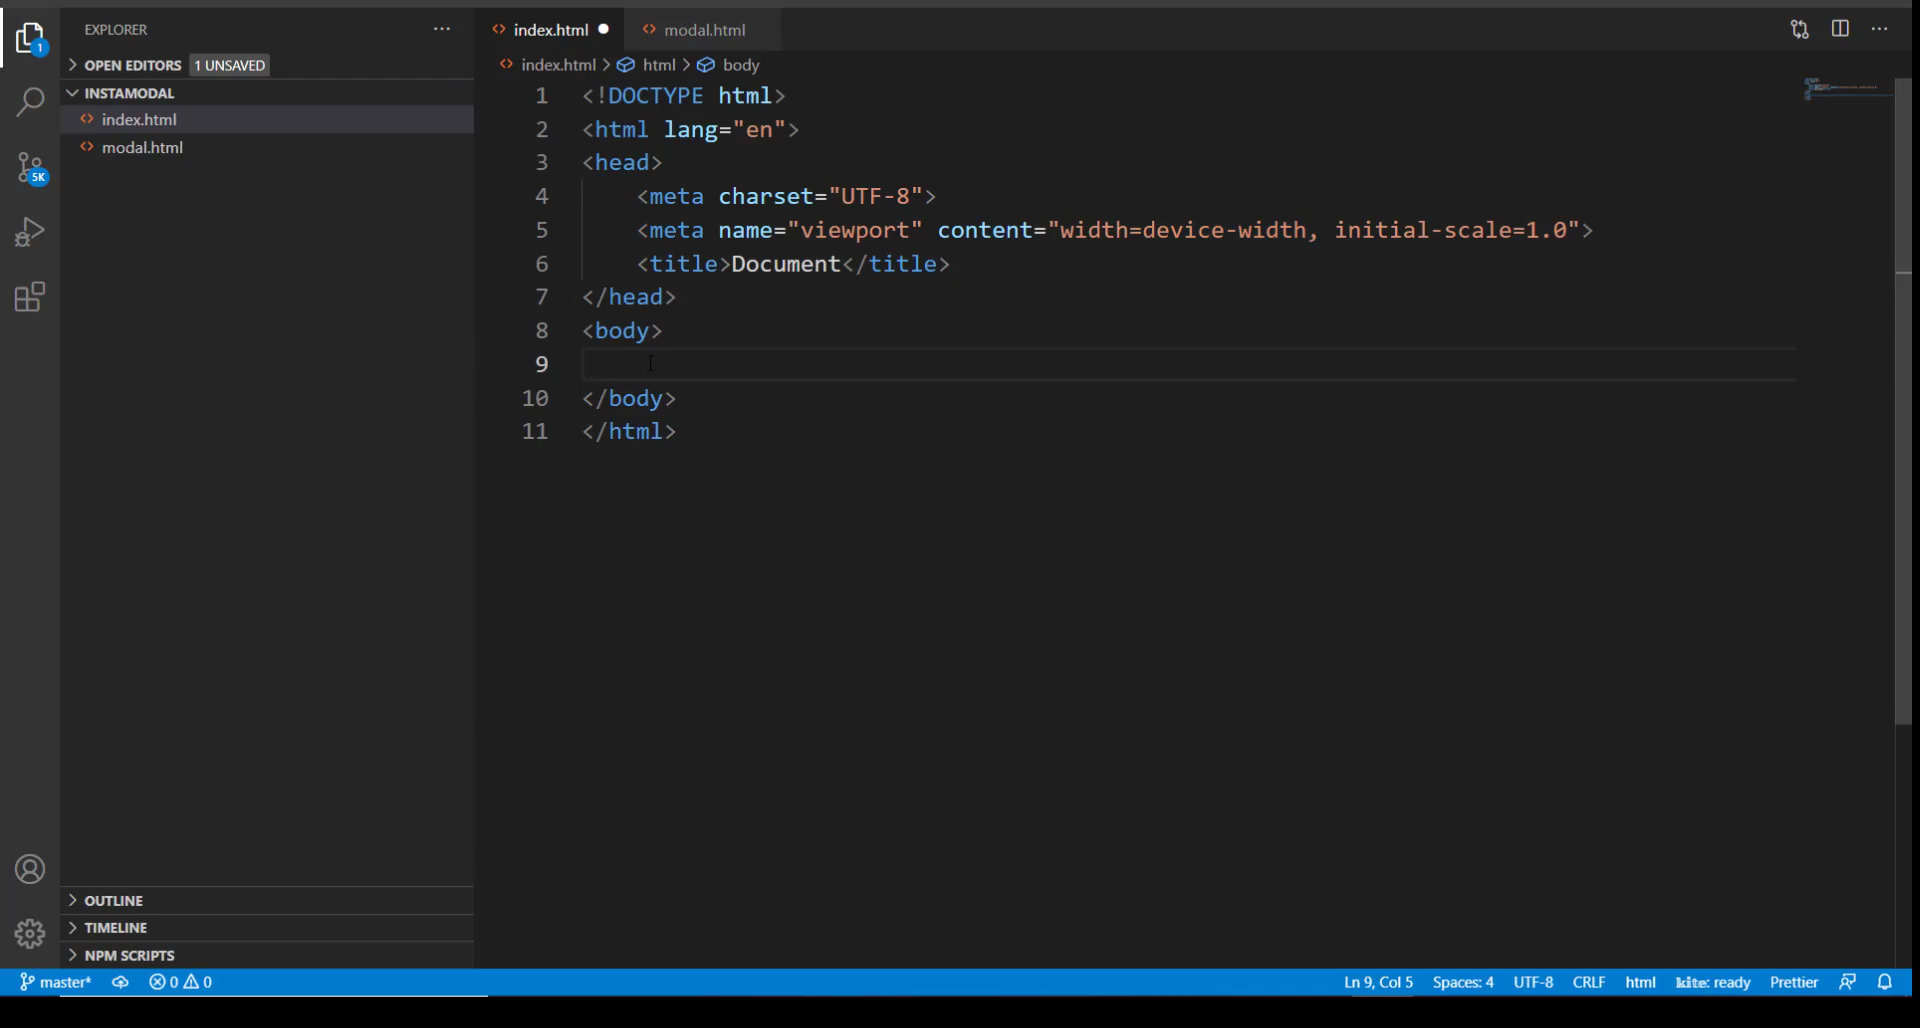 EXPLORER
OPEN EDITORS 1 UNSAVED
INSTAMODAL
index.html
modal.html
OUTLINE
TIMELINE
NPM SCRIPTS
1
5K
index.html modal.html
index.html > html > body
1 <!DOCTYPE html>
2 <html lang="en">
3 <head>
4 <meta charset="UTF-8">
5 <meta name="viewport" content="width=device-width, initial-scale=1.0">
6 <title>Document</title>
7 </head>
8 <body>
9
10 </body>
11 </html>
master* 0 0 Ln 9, Col 5 Spaces: 4 UTF-8 CRLF html kite: ready Prettier